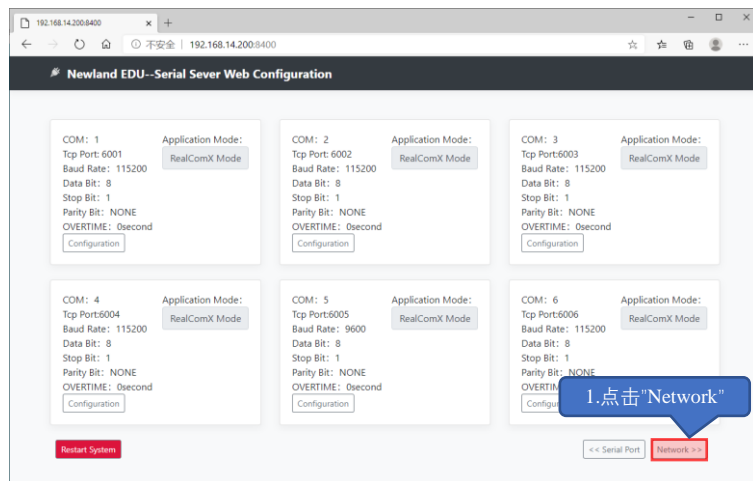 192.168.14.200:8400
不安全 192.168.14.200:8400
Newland EDU--Serial Sever Web Configuration
COM: 1 Application Mode:
Tcp Port: 6001 RealComX Mode
Baud Rate: 115200
Data Bit: 8
Stop Bit: 1
Parity Bit: NONE
OVERTIME: 0second
Configuration
COM: 2 Application Mode:
Tcp Port: 6002 RealComX Mode
Baud Rate: 115200
Data Bit: 8
Stop Bit: 1
Parity Bit: NONE
OVERTIME: 0second
Configuration
COM: 3 Application Mode:
Tcp Port:6003 RealComX Mode
Baud Rate: 115200
Data Bit: 8
Stop Bit: 1
Parity Bit: NONE
OVERTIME: 0second
Configuration
COM: 4 Application Mode:
Tcp Port:6004 RealComX Mode
Baud Rate: 115200
Data Bit: 8
Stop Bit: 1
Parity Bit: NONE
OVERTIME: 0second
Configuration
COM: 5 Application Mode:
Tcp Port:6005 RealComX Mode
Baud Rate: 9600
Data Bit: 8
Stop Bit: 1
Parity Bit: NONE
OVERTIME: 0second
Configuration
COM: 6 Application Mode:
Tcp Port:6006 RealComX Mode
Baud Rate: 115200
Data Bit: 8
Stop Bit: 1
Parity Bit: NONE
OVERTIM
Configu
1.点击"Network"
Restart System << Serial Port Network >>